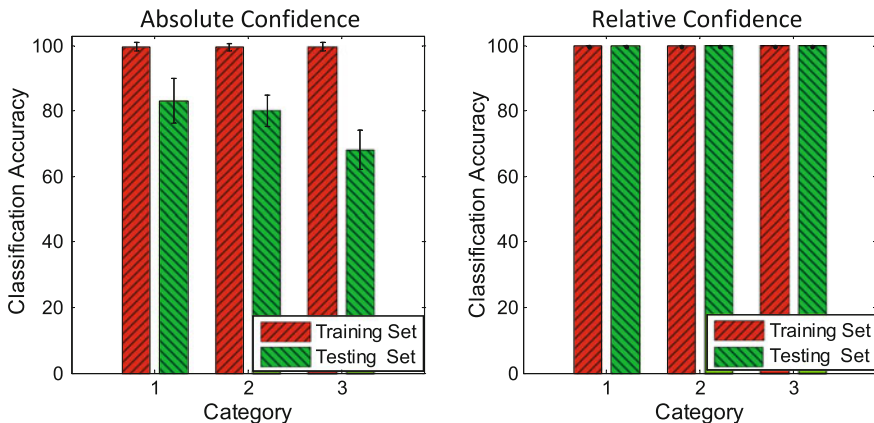 Absolute Confidence
Classification Accuracy
100
80
60
40
20
0
1 2 3
Category
Training Set
Testing Set
Relative Confidence
Classification Accuracy
100
80
60
40
20
0
1 2 3
Category
Training Set
Testing Set